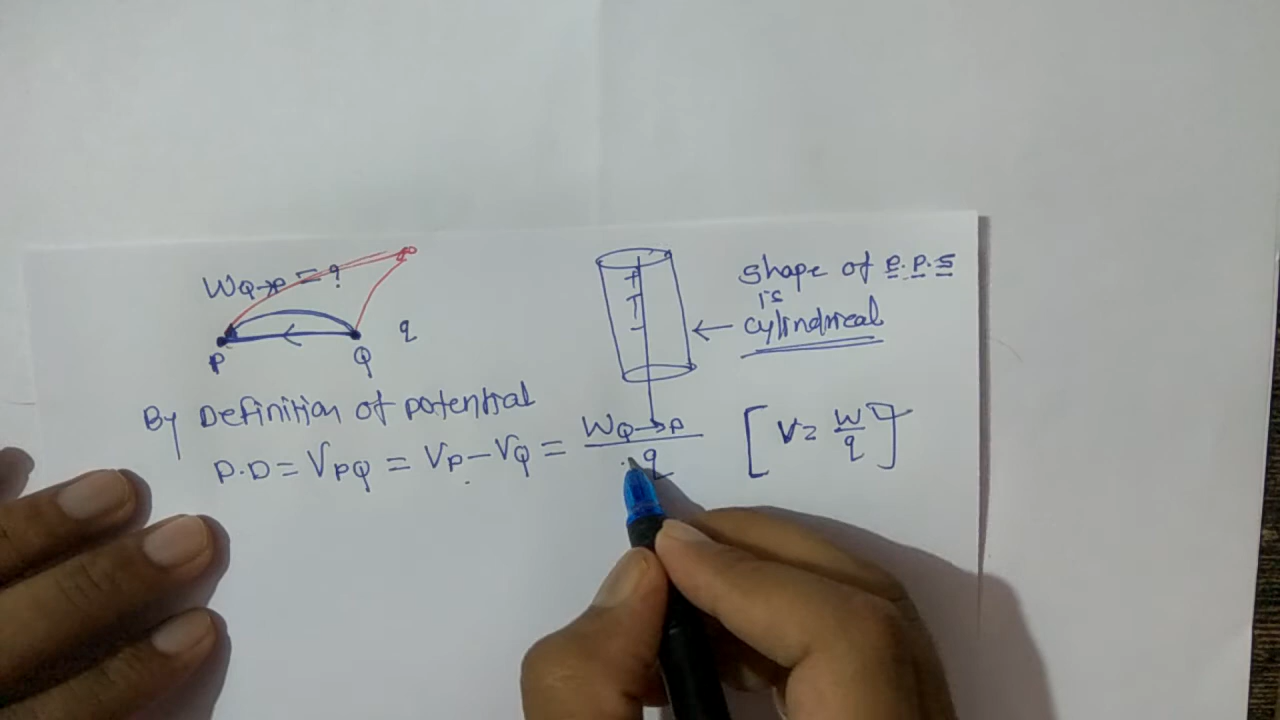 WQ→P = ?
P
Q
q
+
+
shape of e.p.s
is
cylindrical
By Definition of potential
P.D = VPQ = VP - VQ = WQ→P / q [V = W/q]